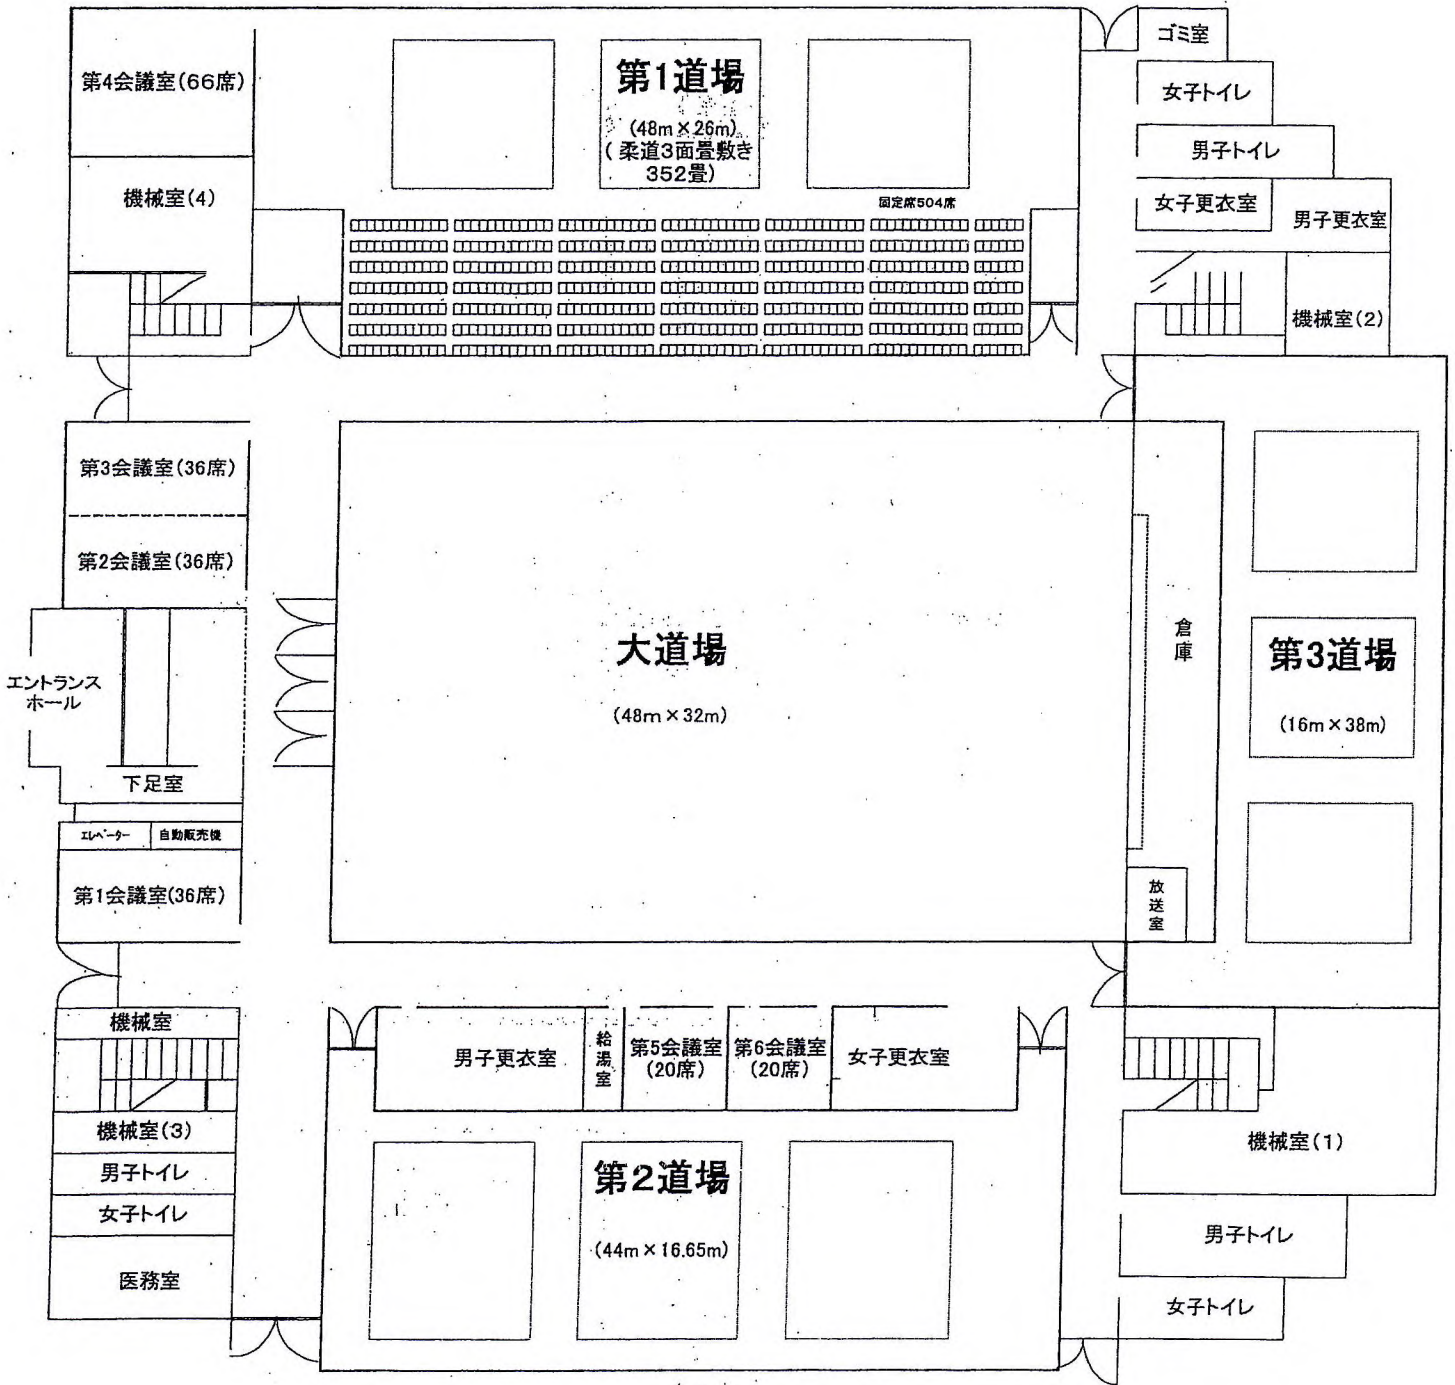 ゴミ室
第4会議室(66席)
第1道場
女子トイレ
(48m×26m)
(柔道3面畳敷き
352畳)
男子トイレ
機械室(4)
固定席504席
女子更衣室
男子更衣室
機械室(2)
第3会議室(36席)
第2会議室(36席)
エントランス
ホール
大道場
(48m×32m)
倉庫
第3道場
(16m×38m)
下足室
エレベーター
自動販売機
第1会議室(36席)
放送室
機械室
男子更衣室
給湯室
第5会議室
(20席)
第6会議室
(20席)
女子更衣室
機械室(3)
機械室(1)
男子トイレ
第2道場
女子トイレ
(44m×16.65m)
男子トイレ
医務室
女子トイレ